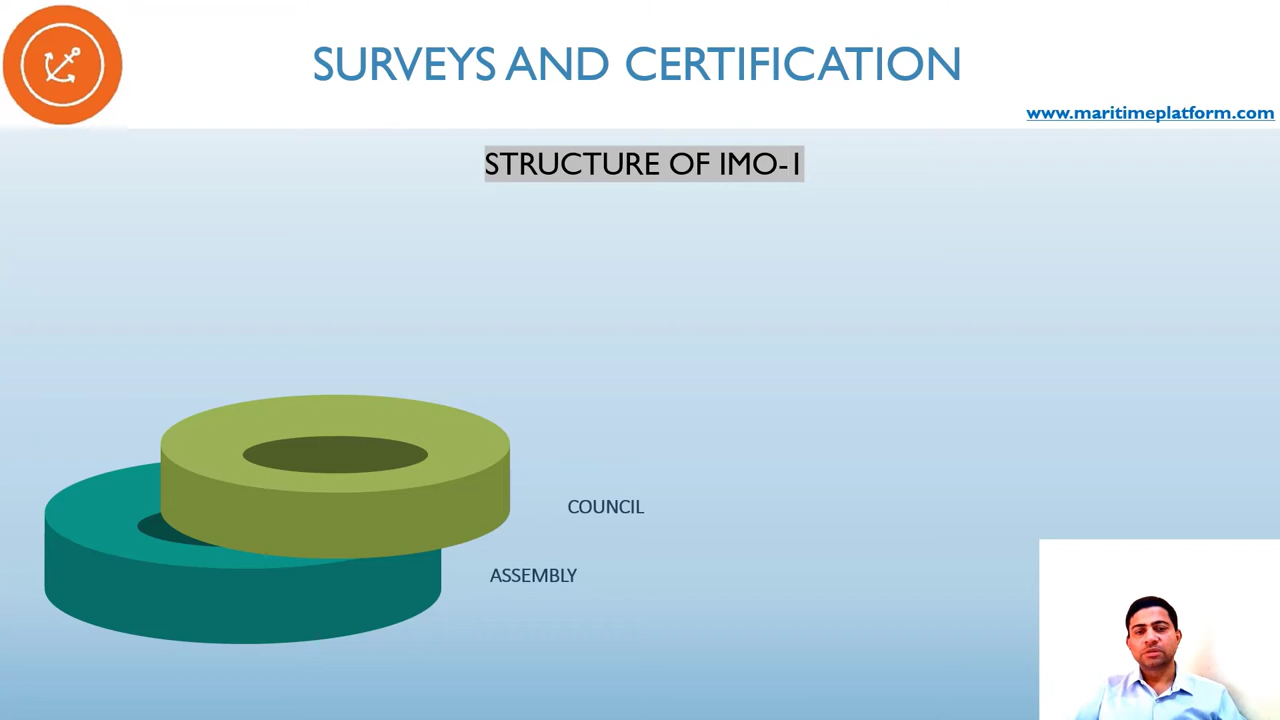 SURVEYS AND CERTIFICATION
www.maritimeplatform.com
STRUCTURE OF IMO-1
COUNCIL
ASSEMBLY